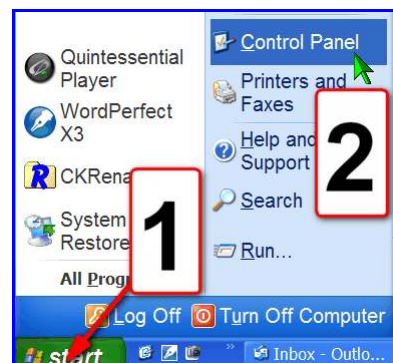 Quintessential
Player
WordPerfect
X3
CKRena
System
Restore
All Prog
1
Control Panel
Printers and
Faxes
Help and
Support
Search
Run...
2
Log Off
Turn Off Computer
start
Inbox - Outlo...